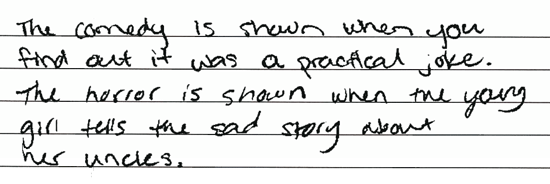 The comedy is shown when you
find out it was a practical joke.
The horror is shown when the young
girl tells the sad story about
her uncles.